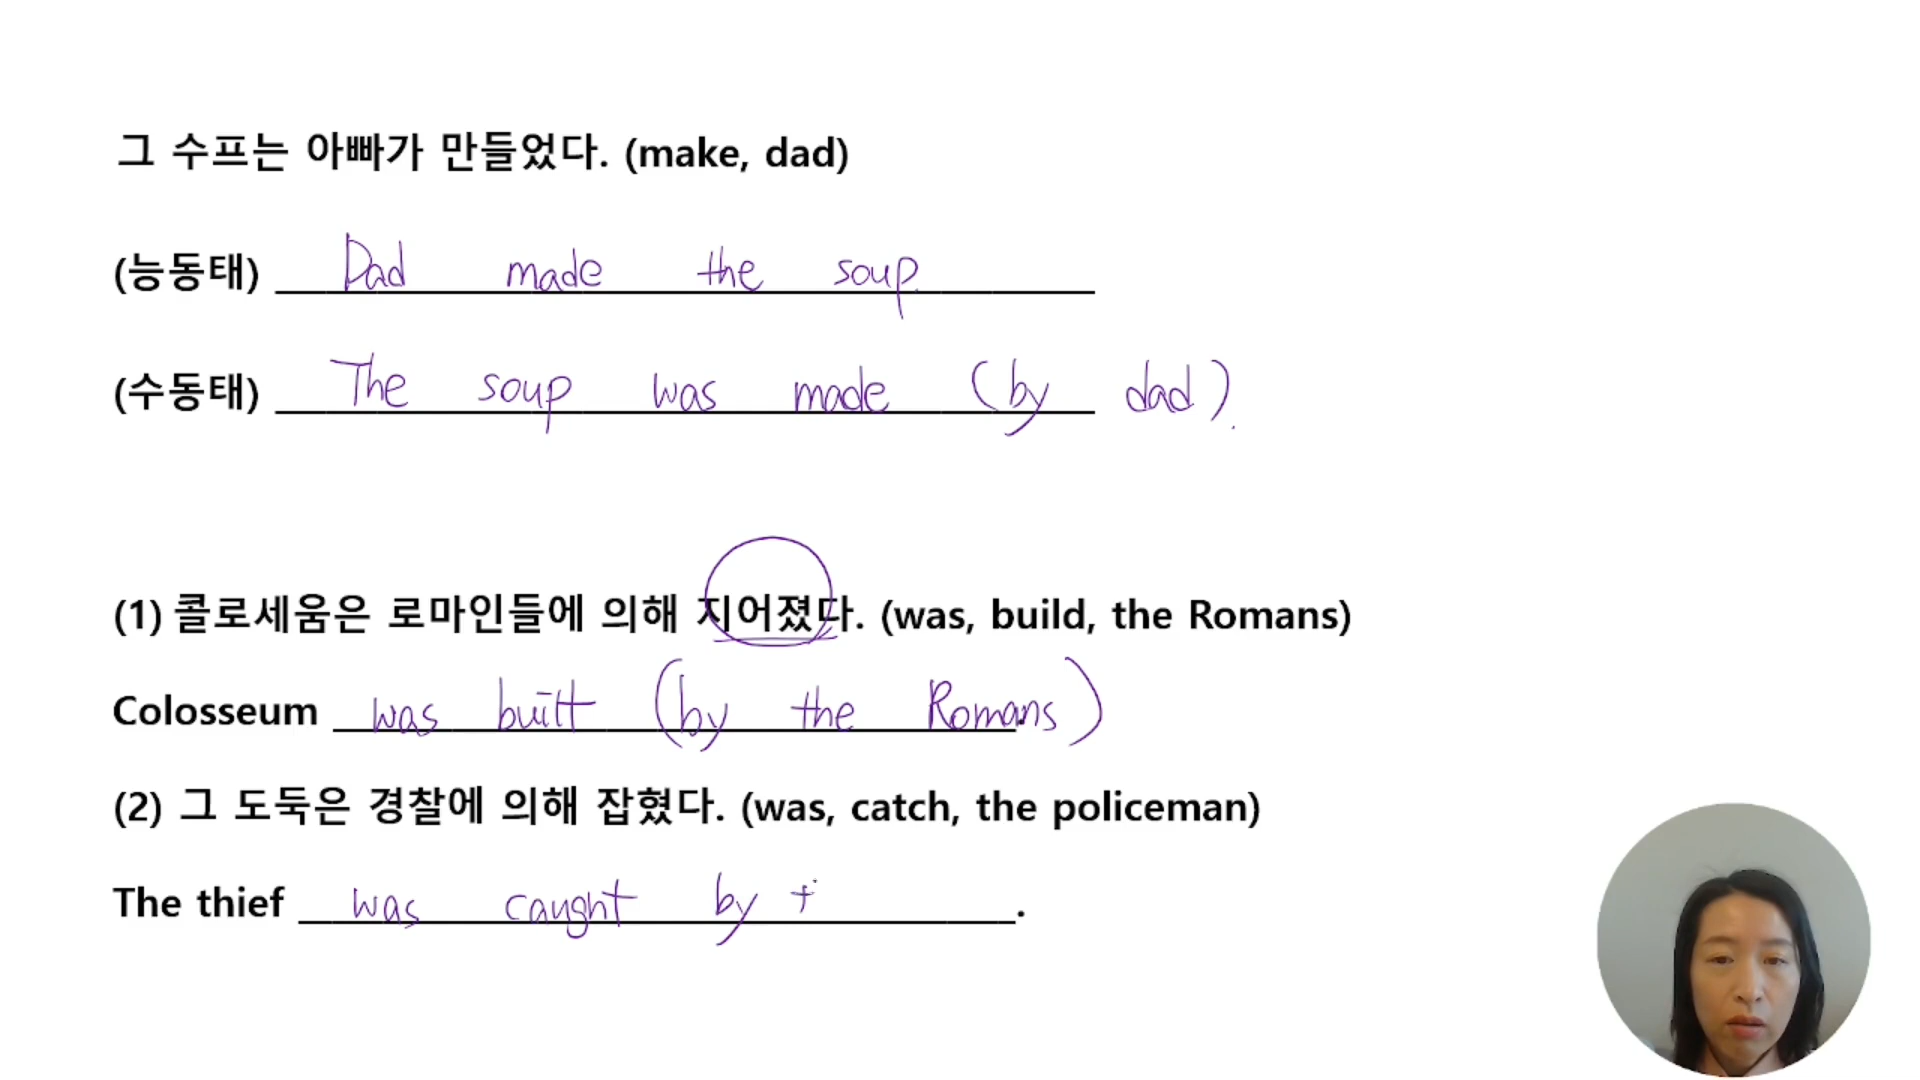 그 수프는 아빠가 만들었다. (make, dad)
(능동태) Dad made the soup
(수동태) The soup was made (by dad).
(1) 콜로세움은 로마인들에 의해 지어졌다. (was, build, the Romans)
Colosseum was built (by the Romans)
(2) 그 도둑은 경찰에 의해 잡혔다. (was, catch, the policeman)
The thief was caught by t .